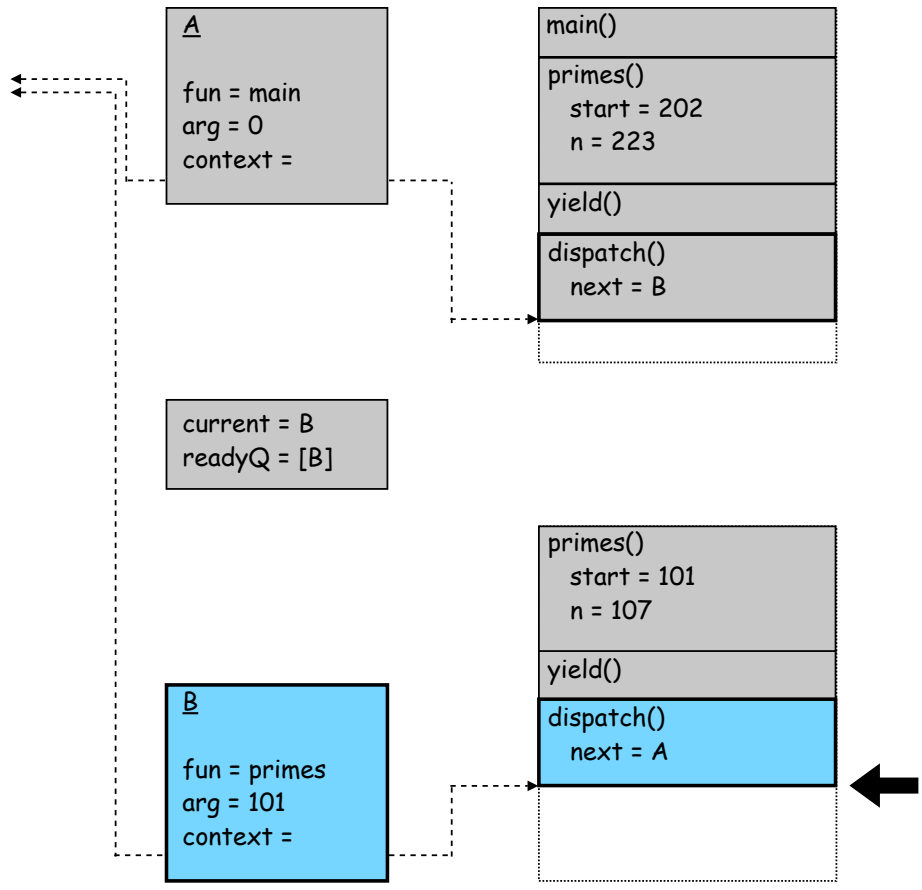 A
fun = main
arg = 0
context =
main()
primes()
start = 202
n = 223
yield()
dispatch()
next = B
current = B
readyQ = [B]
primes()
start = 101
n = 107
yield()
dispatch()
next = A
B
fun = primes
arg = 101
context =